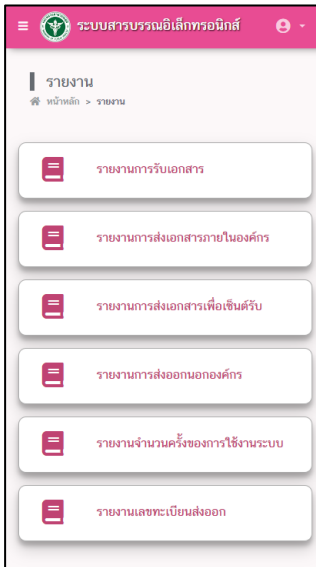 ระบบสารบรรณอิเล็กทรอนิกส์
รายงาน
หน้าหลัก > รายงาน
รายงานการรับเอกสาร
รายงานการส่งเอกสารภายในองค์กร
รายงานการส่งเอกสารเพื่อเซ็นต์รับ
รายงานการส่งออกนอกองค์กร
รายงานจำนวนครั้งของการใช้งานระบบ
รายงานเลขทะเบียนส่งออก